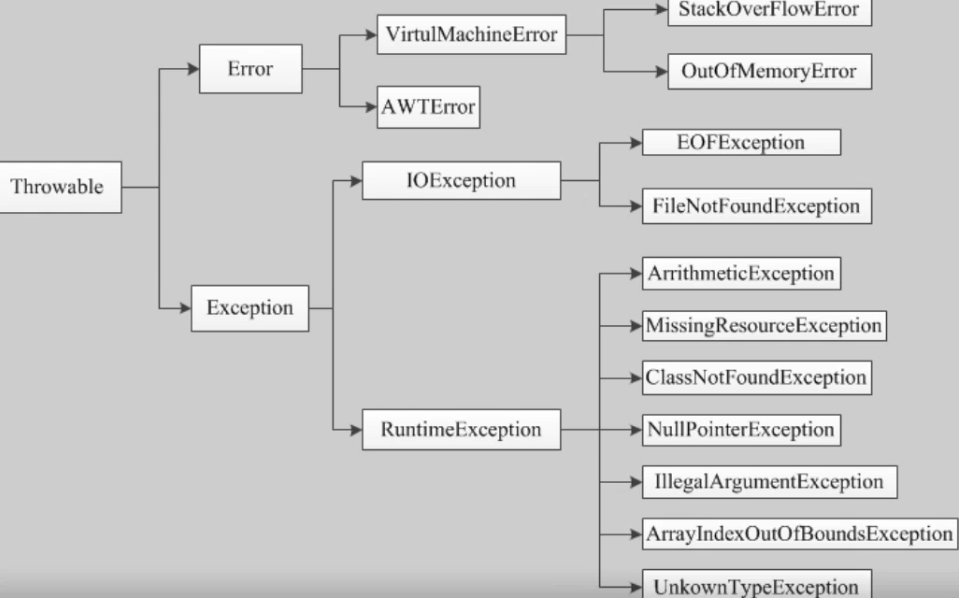 StackOverFlowError
VirtulMachineError
Error
OutOfMemoryError
AWTError
EOFException
IOException
Throwable
FileNotFoundException
ArrithmeticException
Exception
MissingResourceException
ClassNotFoundException
RuntimeException
NullPointerException
IllegalArgumentException
ArrayIndexOutOfBoundsException
UnkownTypeException